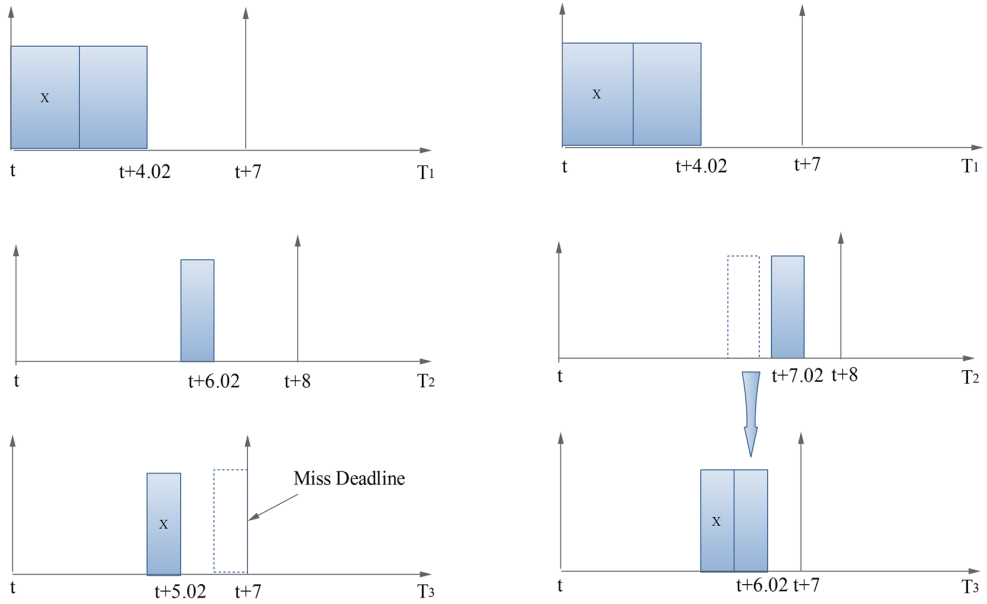 X
t
t+4.02
t+7
T1
t
t+6.02
t+8
T2
X
Miss Deadline
t
t+5.02
t+7
T3
X
t
t+4.02
t+7
T1
t
t+7.02
t+8
T2
X
t
t+6.02
t+7
T3